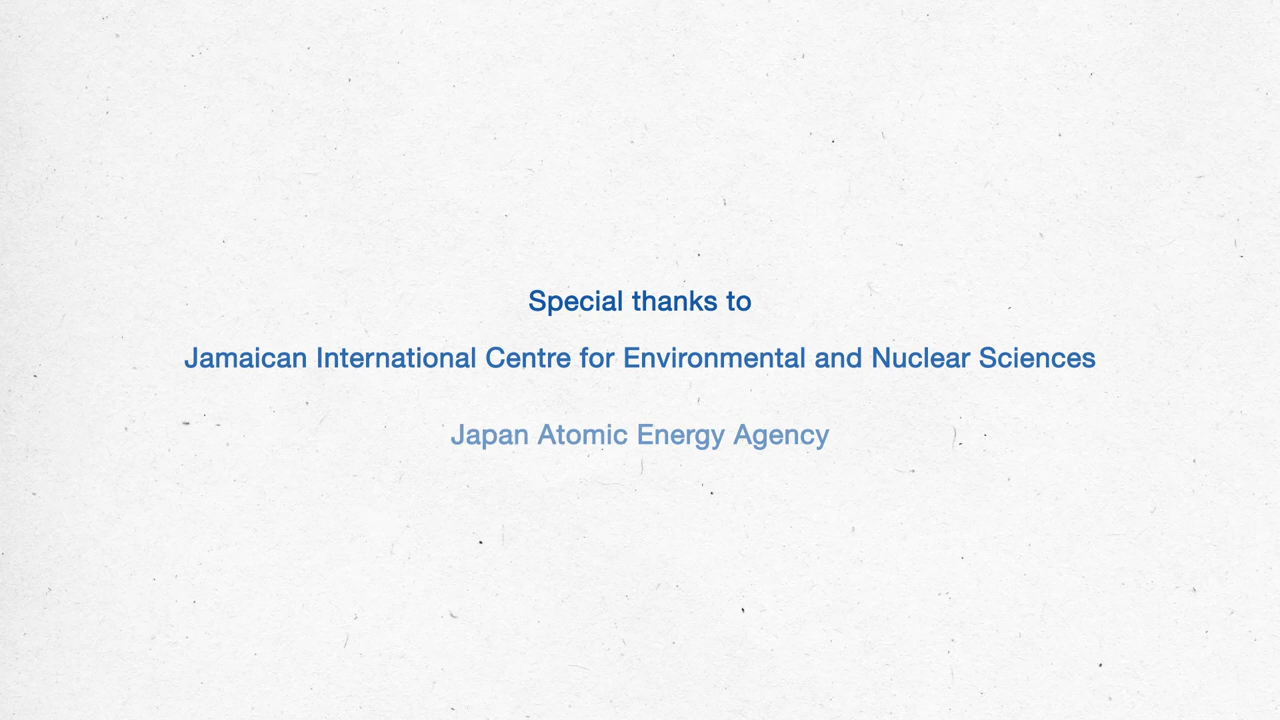 Special thanks to
Jamaican International Centre for Environmental and Nuclear Sciences
Japan Atomic Energy Agency